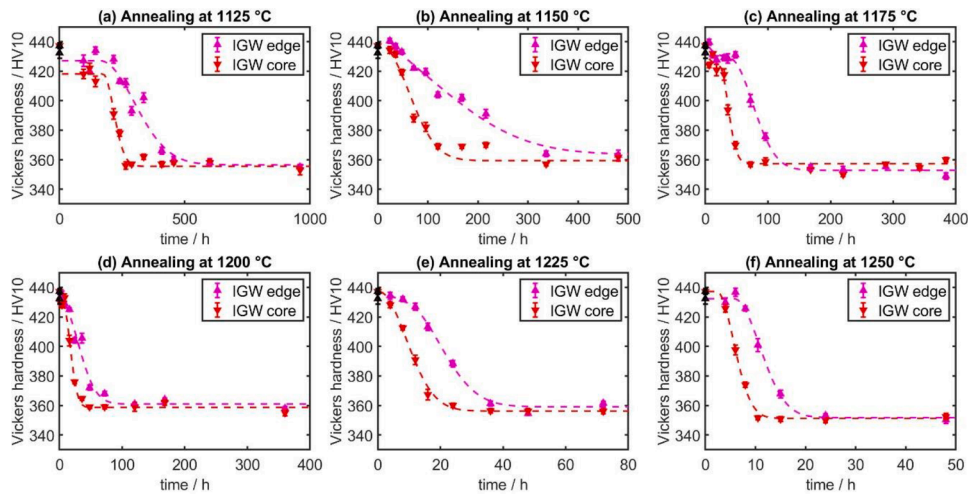 (a) Annealing at 1125 °C
(b) Annealing at 1150 °C
(c) Annealing at 1175 °C
Vickers hardness / HV10
440
420
400
380
360
340
IGW edge
IGW core
0
500
1000
time / h
Vickers hardness / HV10
440
420
400
380
360
340
IGW edge
IGW core
0
100
200
300
400
500
time / h
Vickers hardness / HV10
440
420
400
380
360
340
IGW edge
IGW core
0
100
200
300
400
time / h
(d) Annealing at 1200 °C
(e) Annealing at 1225 °C
(f) Annealing at 1250 °C
Vickers hardness / HV10
440
420
400
380
360
340
IGW edge
IGW core
0
100
200
300
400
time / h
Vickers hardness / HV10
440
420
400
380
360
340
IGW edge
IGW core
0
20
40
60
80
time / h
Vickers hardness / HV10
440
420
400
380
360
340
IGW edge
IGW core
0
10
20
30
40
50
time / h